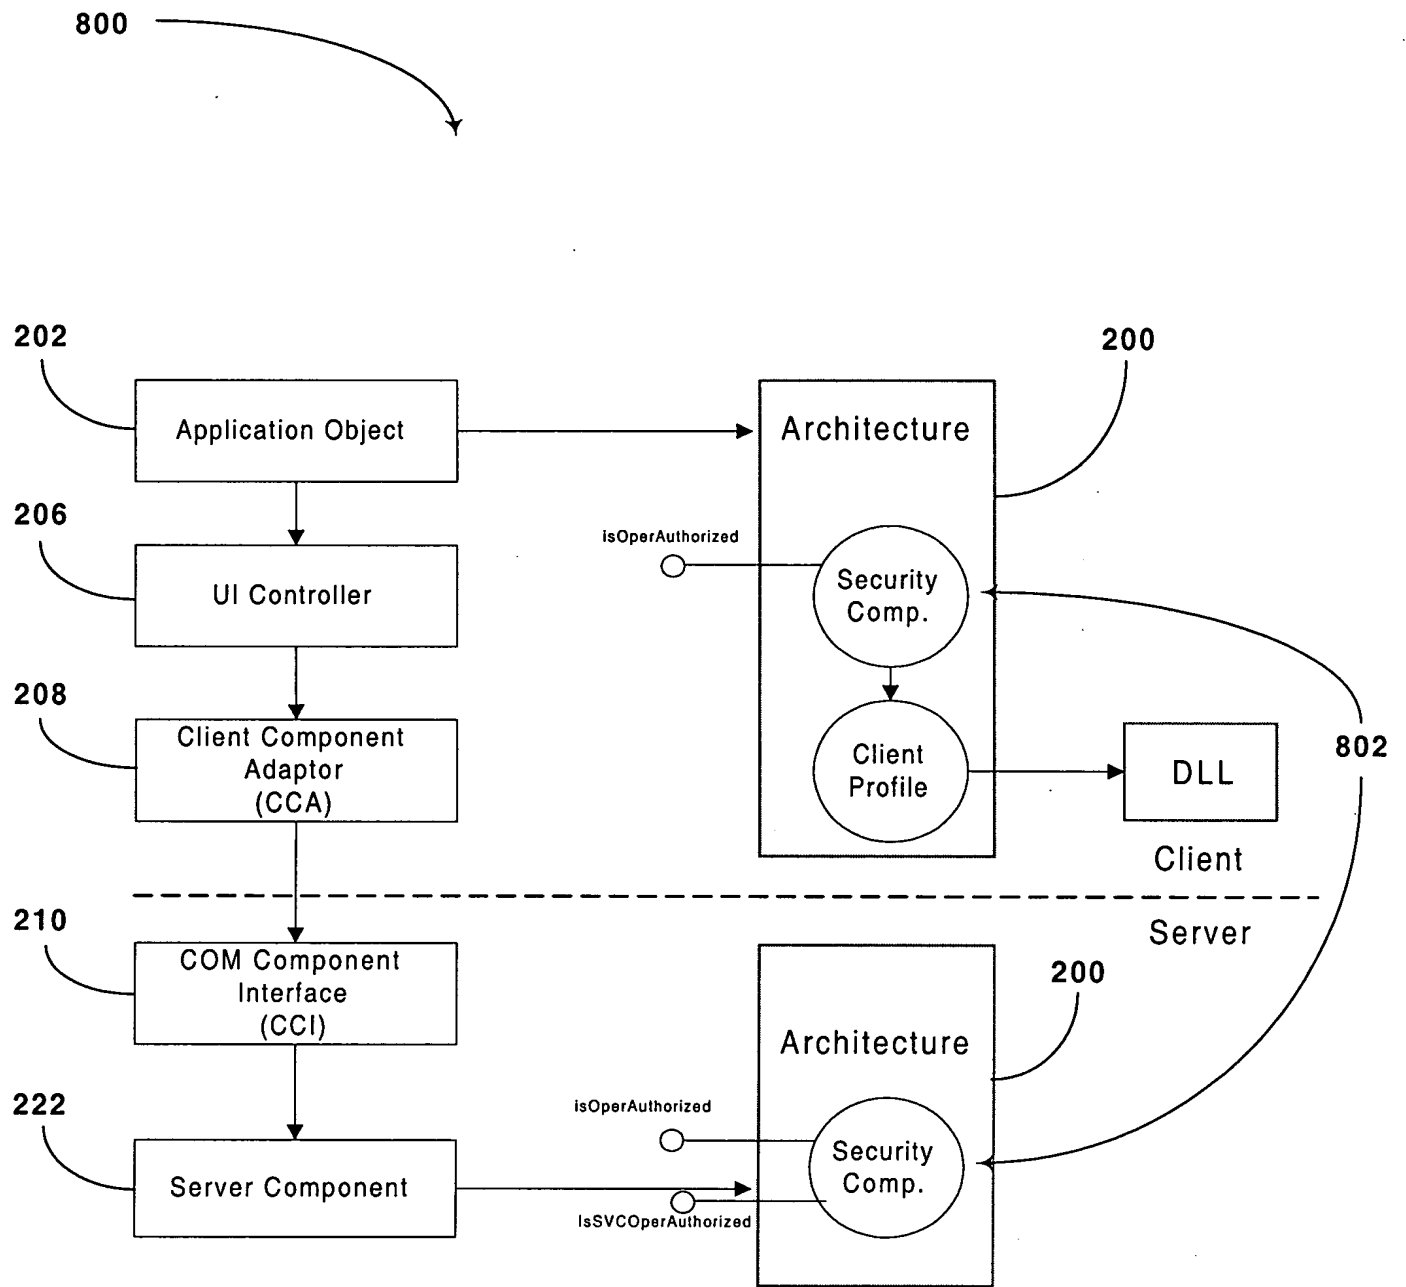 800
202
200
Application Object
Architecture
206
isOperAuthorized
UI Controller
Security
Comp.
208
Client Component
Adaptor
(CCA)
Client
Profile
DLL
802
Client
210
Server
COM Component
Interface
(CCI)
200
Architecture
222
isOperAuthorized
Server Component
Security
Comp.
IsSVCOperAuthorized